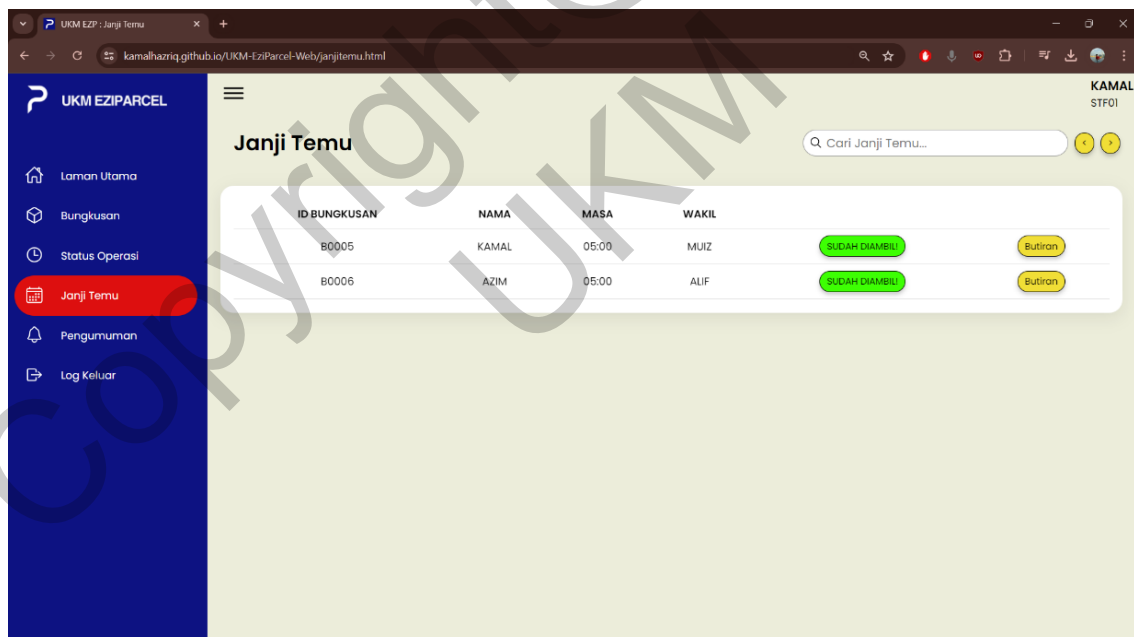 UKM EZP : Janji Temu
kamalhazriq.github.io/UKM-EziParcel-Web/janjitemu.html
UKM EZIPARCEL
KAMAL
STF01
Janji Temu
Cari Janji Temu...
Laman Utama
Bungkusan
Status Operasi
Janji Temu
Pengumuman
Log Keluar
ID BUNGKUSAN NAMA MASA WAKIL
B0005 KAMAL 05:00 MUIZ SUDAH DIAMBIL! Butiran
B0006 AZIM 05:00 ALIF SUDAH DIAMBIL! Butiran
Copyright
UKM